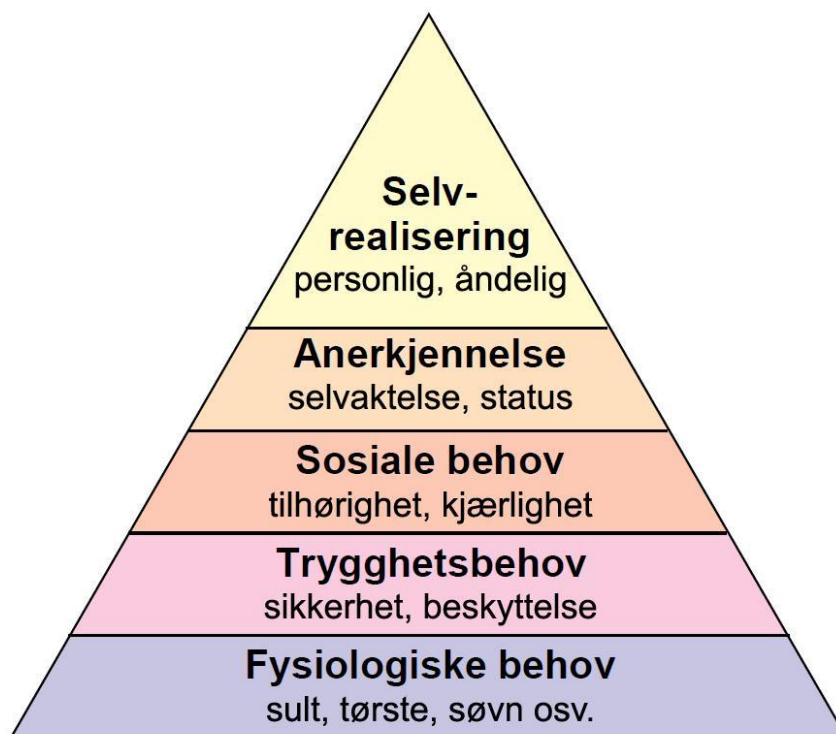 Selv-
realisering
personlig, åndelig
Anerkjennelse
selvaktelse, status
Sosiale behov
tilhørighet, kjærlighet
Trygghetsbehov
sikkerhet, beskyttelse
Fysiologiske behov
sult, tørste, søvn osv.